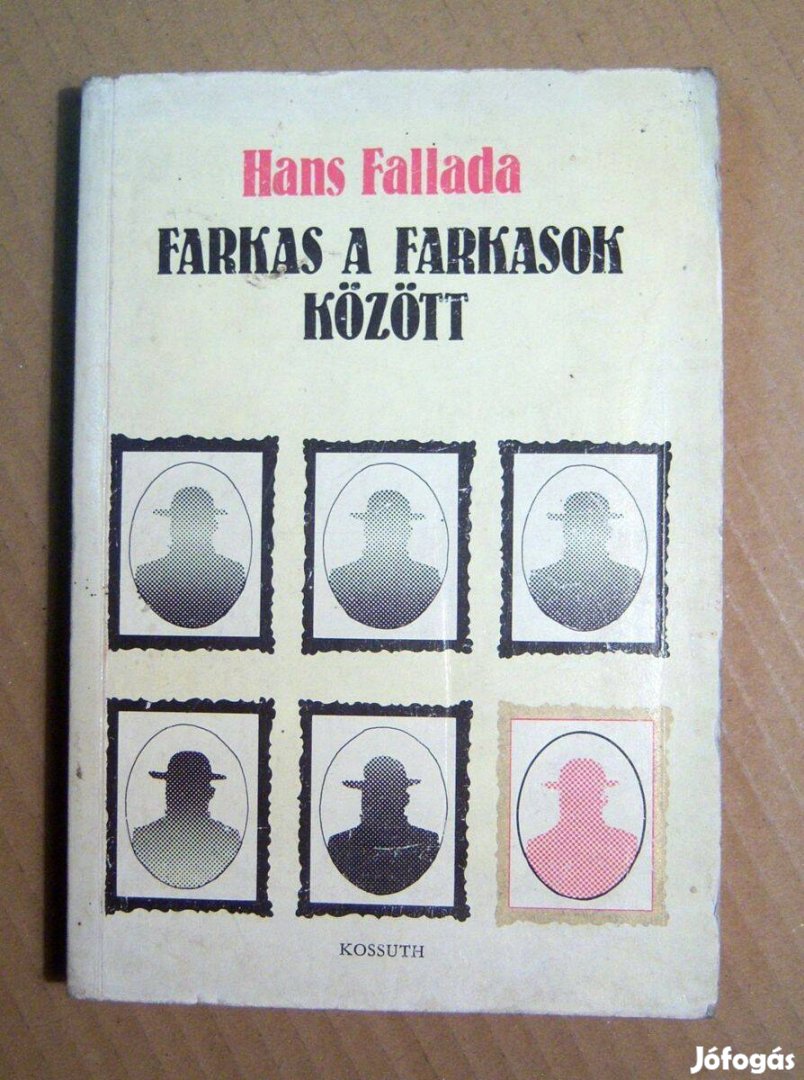 Hans Fallada
FARKAS A FARKASOK
KÖZÖTT
KOSSUTH
Jófogás